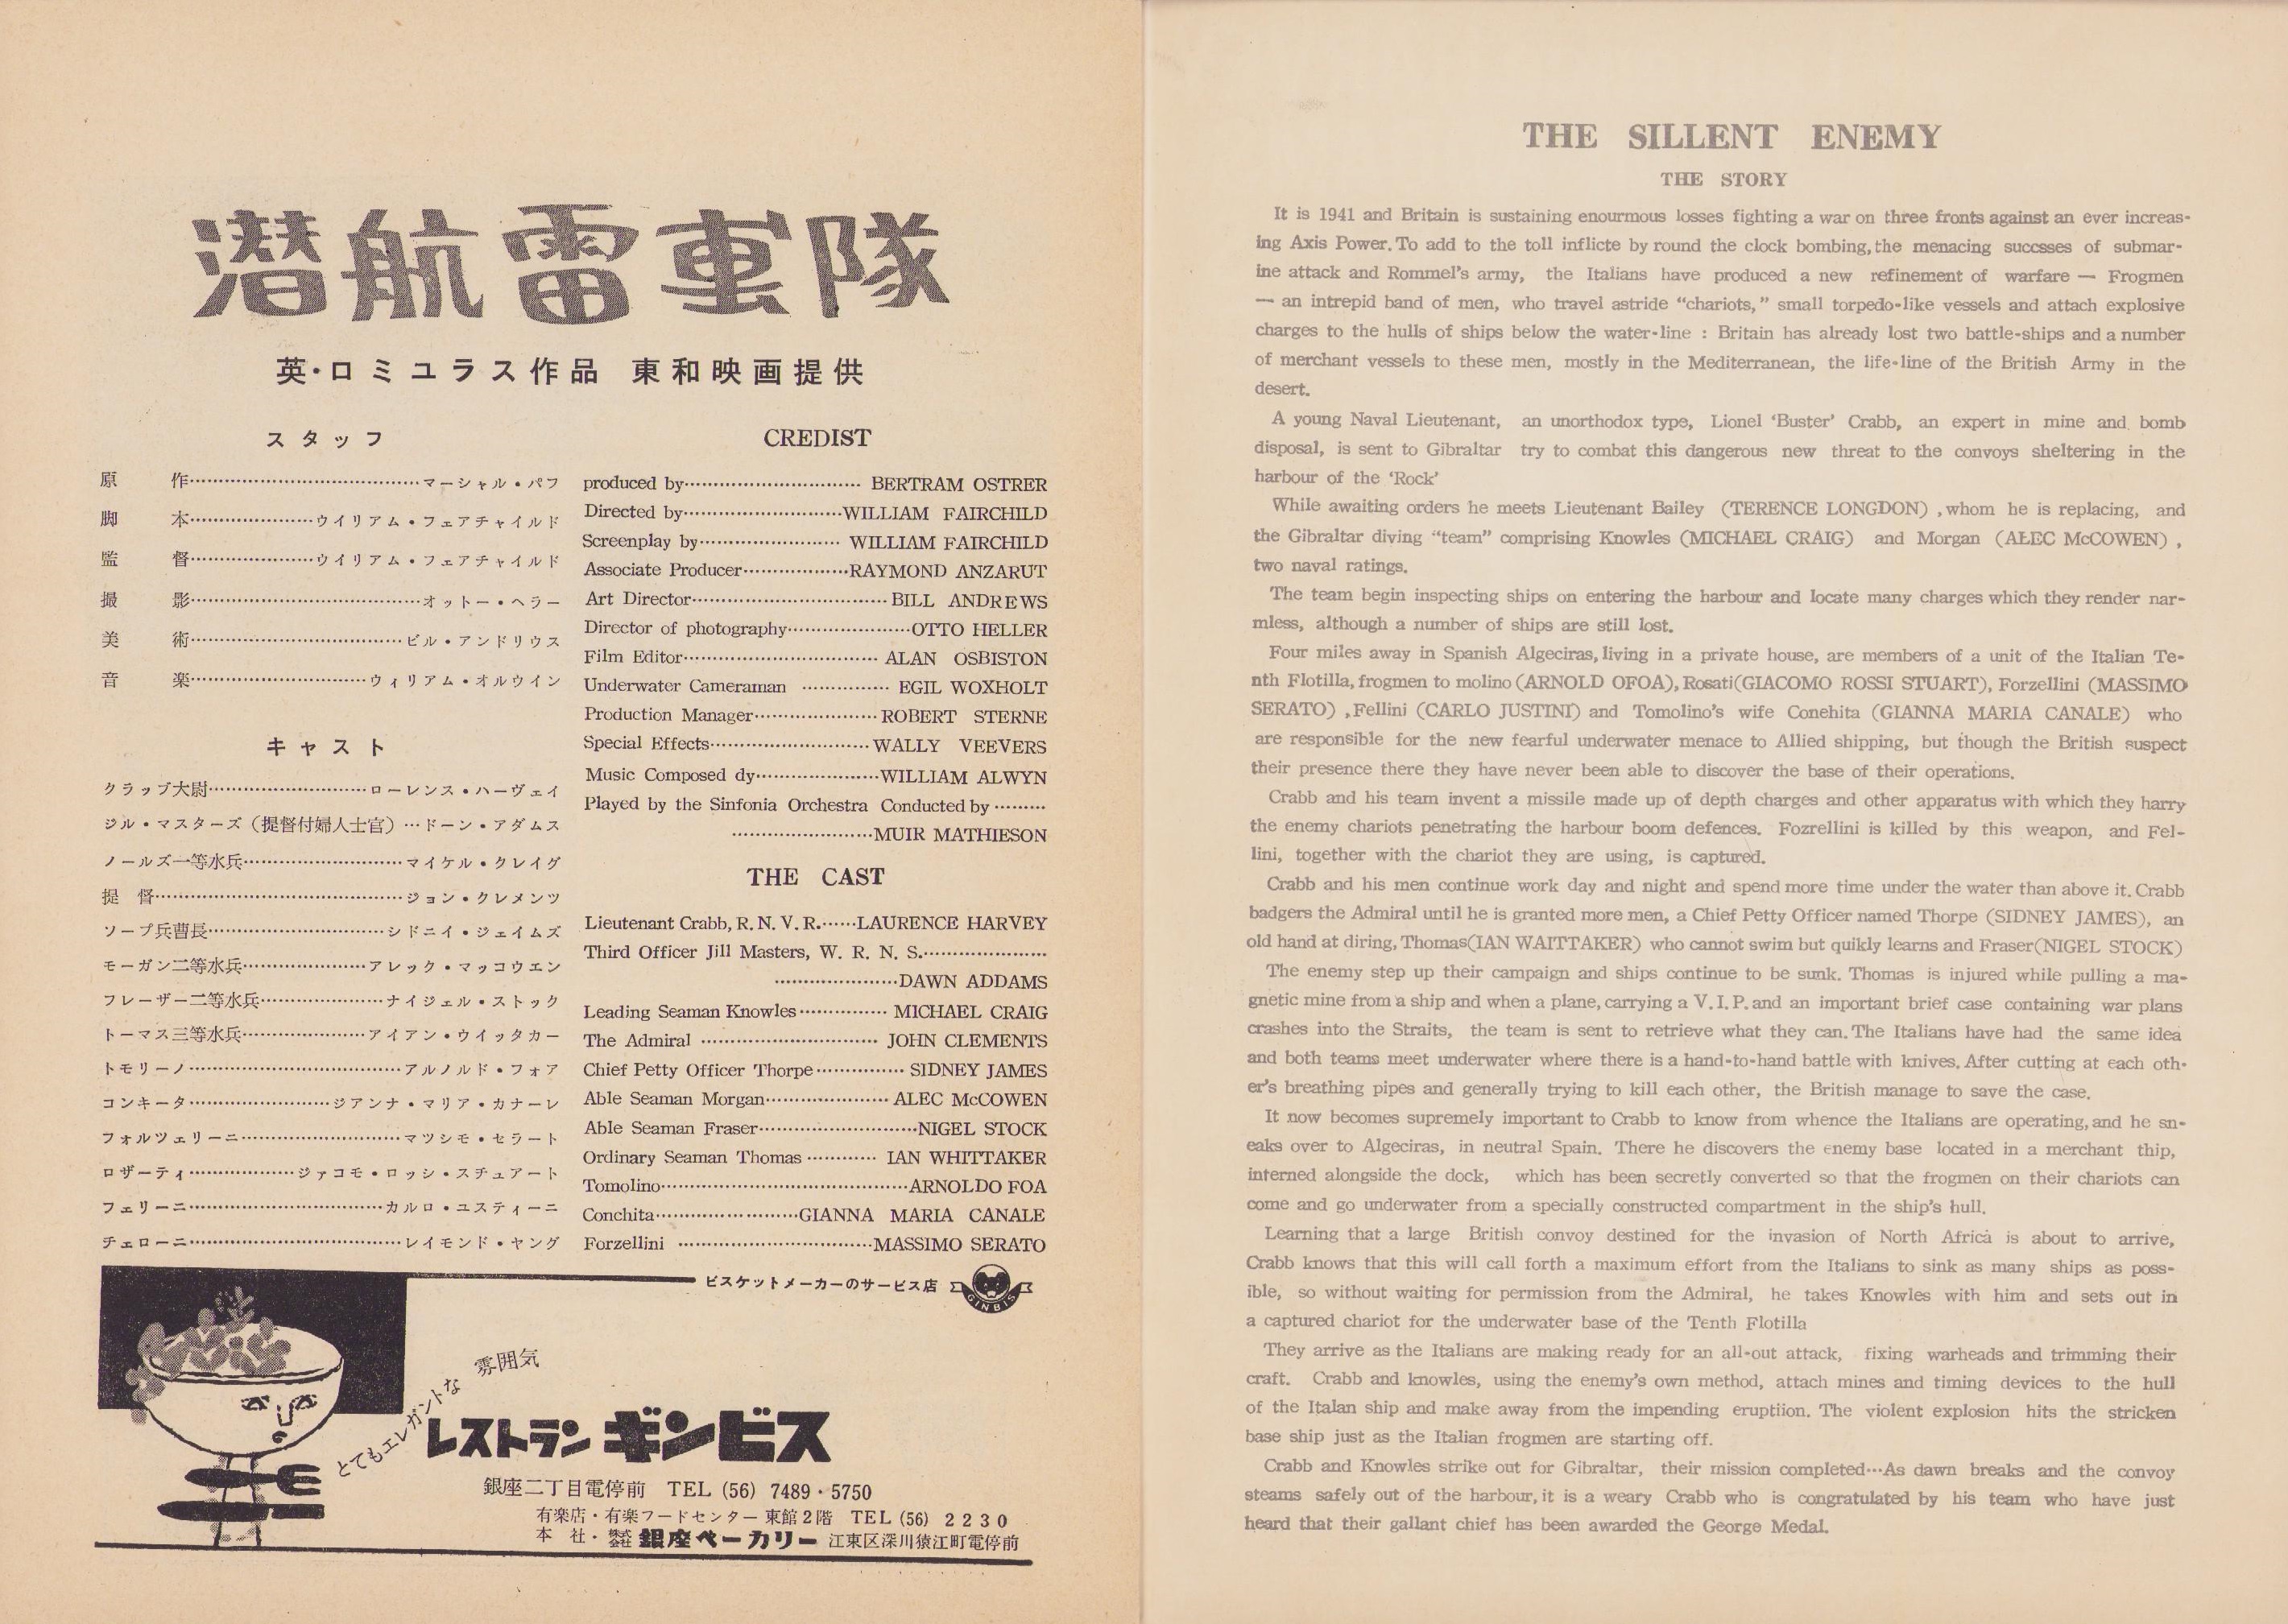 潜航雷撃隊
英・ロミユラス作品 東和映画提供
スタッフ
原 作…………マーシャル・パフ
脚 本…………ウイリアム・フェアチャイルド
監 督…………ウイリアム・フェアチャイルド
撮 影…………オットー・ヘラー
美 術…………ビル・アンドリウス
音 楽…………ウィリアム・オルウイン
キャスト
クラッブ大尉…………ローレンス・ハーヴェイ
ジル・マスターズ（提督付婦人士官）…ドーン・アダムス
ノールズ一等水兵…………マイケル・クレイグ
提 督…………ジョン・クレメンツ
ソープ兵曹長…………シドニイ・ジェイムズ
モーガン二等水兵…………アレック・マッコウエン
フレーザー二等水兵…………ナイジェル・ストック
トーマス三等水兵…………アイアン・ウイッタカー
トモリーノ…………アルノルド・フォア
コンキータ…………ジアンナ・マリア・カナーレ
フォルツェリーニ…………マツシモ・セラート
ロザーティ…………ジァコモ・ロッシ・スチュアート
フェリーニ…………カルロ・ユスティーニ
チェローニ…………レイモンド・ヤング
CREDIST
produced by………… BERTRAM OSTRER
Directed by…………WILLIAM FAIRCHILD
Screenplay by………… WILLIAM FAIRCHILD
Associate Producer…………RAYMOND ANZARUT
Art Director…………BILL ANDREWS
Director of photography…………OTTO HELLER
Film Editor………… ALAN OSBISTON
Underwater Cameraman ………… EGIL WOXHOLT
Production Manager…………ROBERT STERNE
Special Effects…………WALLY VEEVERS
Music Composed dy…………WILLIAM ALWYN
Played by the Sinfonia Orchestra Conducted by ………
…………MUIR MATHIESON
THE CAST
Lieutenant Crabb, R. N. V. R.……LAURENCE HARVEY
Third Officer Jill Masters, W. R. N. S.…………
…………DAWN ADDAMS
Leading Seaman Knowles………… MICHAEL CRAIG
The Admiral ………… JOHN CLEMENTS
Chief Petty Officer Thorpe………… SIDNEY JAMES
Able Seaman Morgan………… ALEC McCOWEN
Able Seaman Fraser…………NIGEL STOCK
Ordinary Seaman Thomas ………… IAN WHITTAKER
Tomolino…………ARNOLDO FOA
Conchita…………GIANNA MARIA CANALE
Forzellini …………MASSIMO SERATO
ビスケットメーカーのサービス店
GINBIS
とてもエレガントな 雰囲気
レストラン ギンビス
銀座二丁目電停前 TEL (56) 7489・5750
有楽店・有楽フードセンター 東館2階 TEL (56) 2230
本 社・株式会社 銀座ベーカリー 江東区深川猿江町電停前
THE SILLENT ENEMY
THE STORY
It is 1941 and Britain is sustaining enourmous losses fighting a war on three fronts against an ever increas-
ing Axis Power. To add to the toll inflicte by round the clock bombing, the menacing succsses of submar-
ine attack and Rommel's army, the Italians have produced a new refinement of warfare — Frogmen
— an intrepid band of men, who travel astride "chariots," small torpedo-like vessels and attach explosive
charges to the hulls of ships below the water-line : Britain has already lost two battle-ships and a number
of merchant vessels to these men, mostly in the Mediterranean, the life-line of the British Army in the
desert.
A young Naval Lieutenant, an unorthodox type, Lionel 'Buster' Crabb, an expert in mine and bomb
disposal, is sent to Gibraltar try to combat this dangerous new threat to the convoys sheltering in the
harbour of the 'Rock'
While awaiting orders he meets Lieutenant Bailey (TERENCE LONGDON) , whom he is replacing, and
the Gibraltar diving "team" comprising Knowles (MICHAEL CRAIG) and Morgan (ALEC McCOWEN) ,
two naval ratings.
The team begin inspecting ships on entering the harbour and locate many charges which they render nar-
mless, although a number of ships are still lost.
Four miles away in Spanish Algeciras, living in a private house, are members of a unit of the Italian Te-
nth Flotilla, frogmen to molino (ARNOLD OFOA), Rosati(GIACOMO ROSSI STUART), Forzellini (MASSIMO
SERATO) , Fellini (CARLO JUSTINI) and Tomolino's wife Conehita (GIANNA MARIA CANALE) who
are responsible for the new fearful underwater menace to Allied shipping, but though the British suspect
their presence there they have never been able to discover the base of their operations.
Crabb and his team invent a missile made up of depth charges and other apparatus with which they harry
the enemy chariots penetrating the harbour boom defences. Fozrellini is killed by this weapon, and Fel-
lini, together with the chariot they are using, is captured.
Crabb and his men continue work day and night and spend more time under the water than above it. Crabb
badgers the Admiral until he is granted more men, a Chief Petty Officer named Thorpe (SIDNEY JAMES), an
old hand at diring, Thomas(IAN WAITTAKER) who cannot swim but quikly learns and Fraser(NIGEL STOCK)
The enemy step up their campaign and ships continue to be sunk. Thomas is injured while pulling a ma-
gnetic mine from a ship and when a plane, carrying a V. I. P. and an important brief case containing war plans
crashes into the Straits, the team is sent to retrieve what they can. The Italians have had the same idea
and both teams meet underwater where there is a hand-to-hand battle with knives. After cutting at each oth-
er's breathing pipes and generally trying to kill each other, the British manage to save the case.
It now becomes supremely important to Crabb to know from whence the Italians are operating, and he sn-
eaks over to Algeciras, in neutral Spain. There he discovers the enemy base located in a merchant thip,
interned alongside the dock, which has been secretly converted so that the frogmen on their chariots can
come and go underwater from a specially constructed compartment in the ship's hull.
Learning that a large British convoy destined for the invasion of North Africa is about to arrive,
Crabb knows that this will call forth a maximum effort from the Italians to sink as many ships as poss-
ible, so without waiting for permission from the Admiral, he takes Knowles with him and sets out in
a captured chariot for the underwater base of the Tenth Flotilla
They arrive as the Italians are making ready for an all-out attack, fixing warheads and trimming their
craft. Crabb and knowles, using the enemy's own method, attach mines and timing devices to the hull
of the Italan ship and make away from the impending eruptiion. The violent explosion hits the stricken
base ship just as the Italian frogmen are starting off.
Crabb and Knowles strike out for Gibraltar, their mission completed…As dawn breaks and the convoy
steams safely out of the harbour, it is a weary Crabb who is congratulated by his team who have just
heard that their gallant chief has been awarded the George Medal.